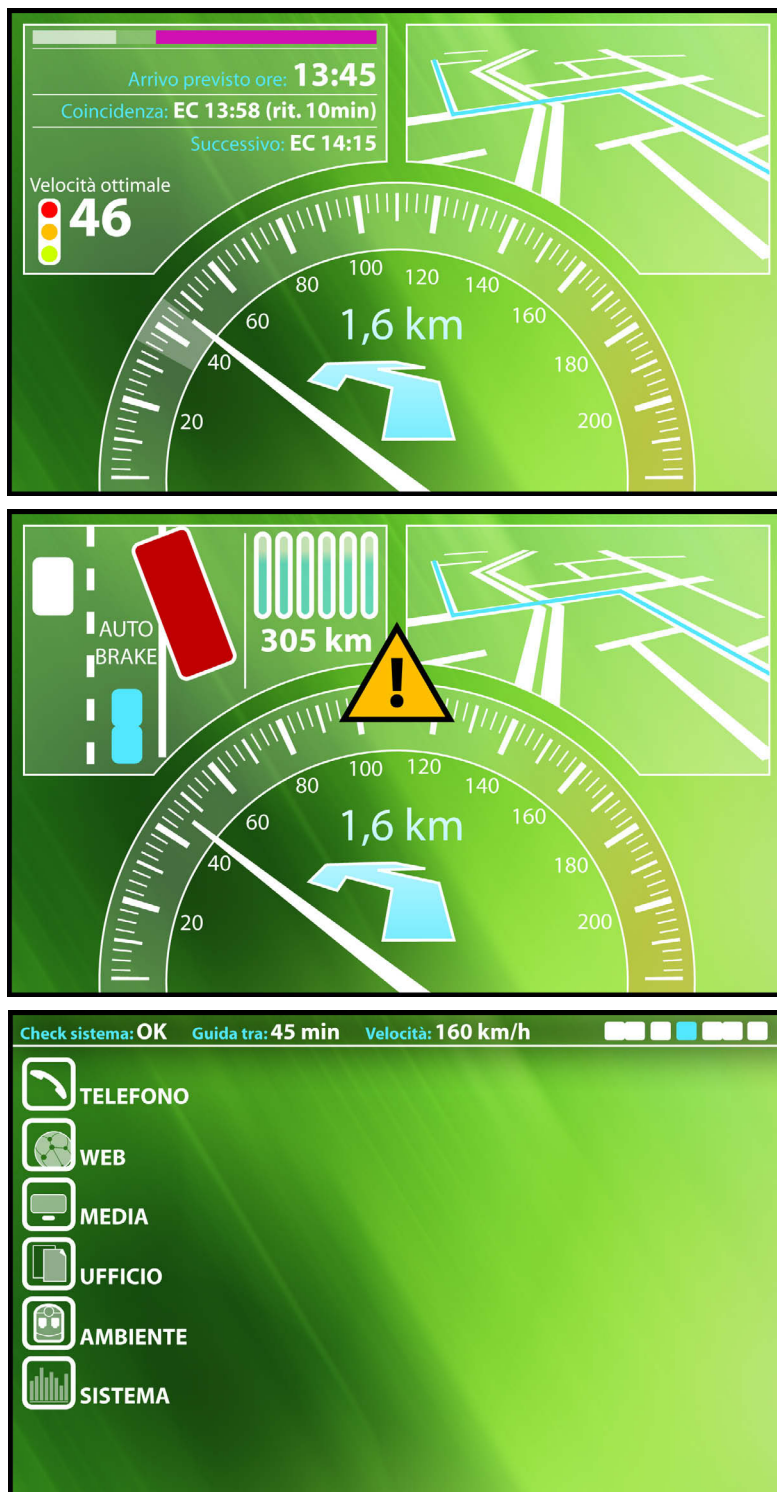 Arrivo previsto ore: 13:45
Coincidenza: EC 13:58 (rit. 10min)
Successivo: EC 14:15
Velocità ottimale
46
20
40
60
80
100
120
140
160
180
200
1,6 km
AUTO
BRAKE
305 km
!
20
40
60
80
100
120
140
160
180
200
1,6 km
Check sistema: OK Guida tra: 45 min Velocità: 160 km/h
TELEFONO
WEB
MEDIA
UFFICIO
AMBIENTE
SISTEMA